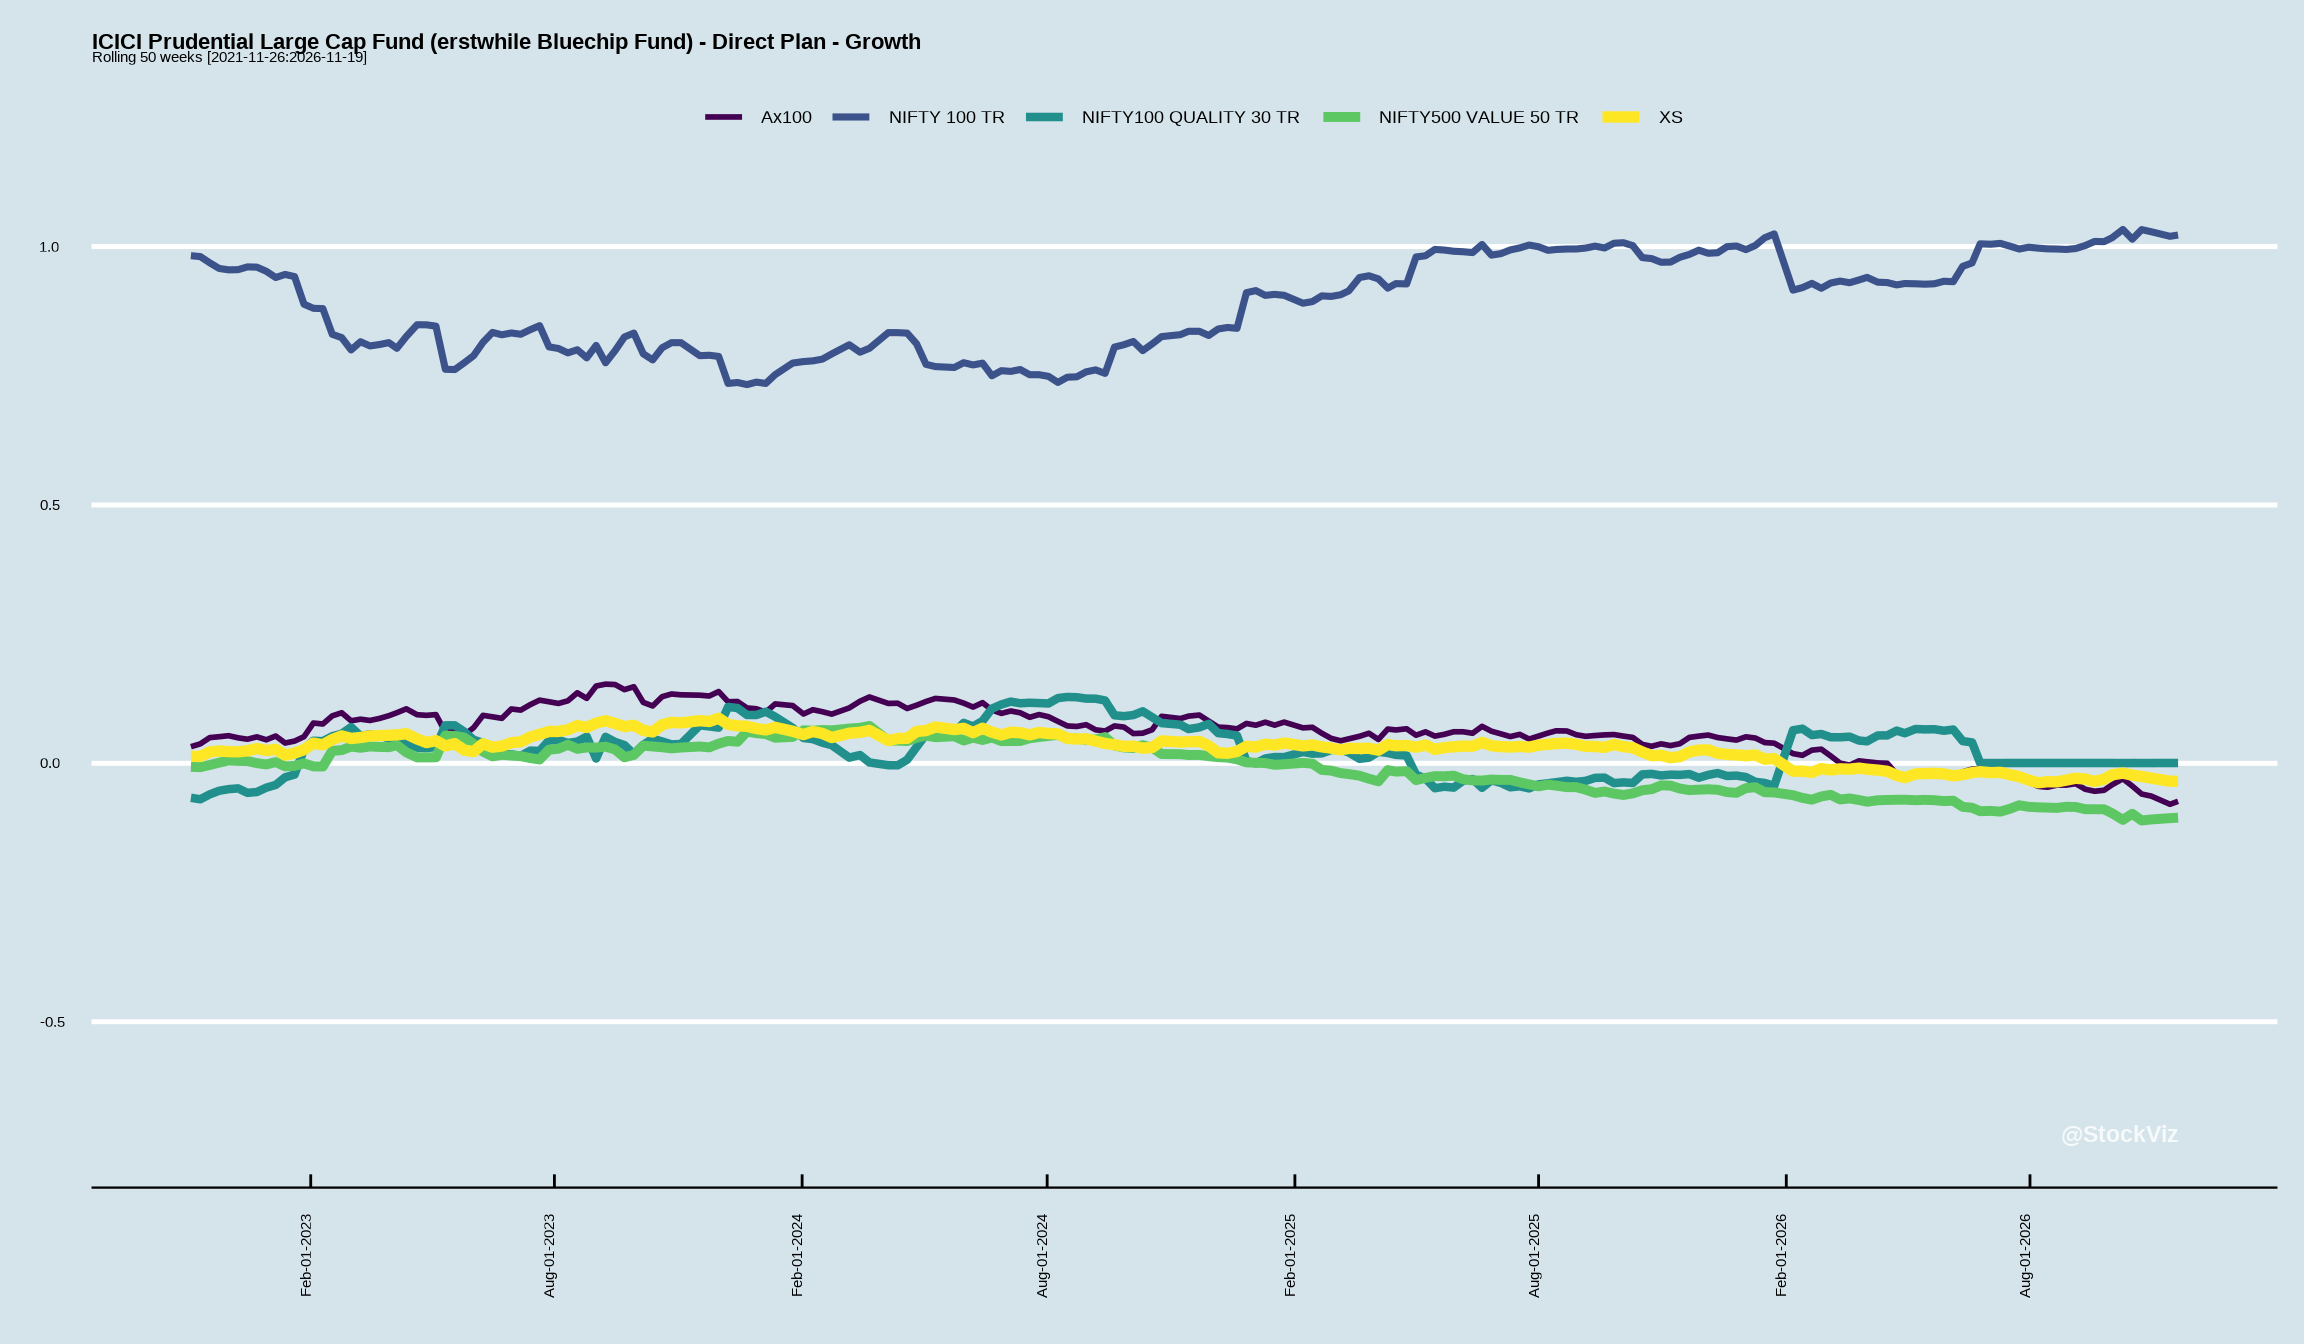 ICICI Prudential Large Cap Fund (erstwhile Bluechip Fund) - Direct Plan - Growth
Rolling 50 weeks [2021-11-26:2026-11-19]
Ax100 NIFTY 100 TR NIFTY100 QUALITY 30 TR NIFTY500 VALUE 50 TR XS
1.0
0.5
0.0
-0.5
@StockViz
Feb-01-2023 Aug-01-2023 Feb-01-2024 Aug-01-2024 Feb-01-2025 Aug-01-2025 Feb-01-2026 Aug-01-2026